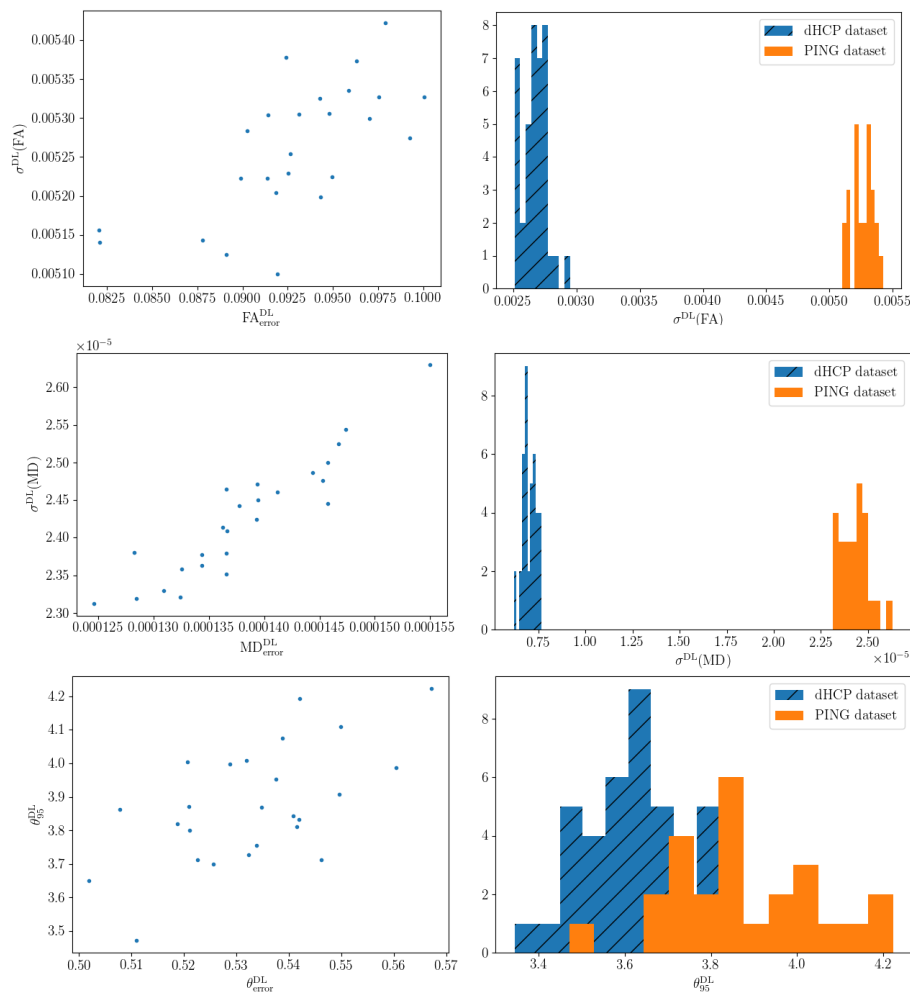 0.00540
0.00535
0.00530
0.00525
0.00520
0.00515
0.00510
σ^DL(FA)
0.0825 0.0850 0.0875 0.0900 0.0925 0.0950 0.0975 0.1000
FA^DL_error
dHCP dataset
PING dataset
8
7
6
5
4
3
2
1
0
0.0025 0.0030 0.0035 0.0040 0.0045 0.0050 0.0055
σ^DL(FA)
×10⁻⁵
2.60
2.55
2.50
2.45
2.40
2.35
2.30
σ^DL(MD)
0.000125 0.000130 0.000135 0.000140 0.000145 0.000150 0.000155
MD^DL_error
dHCP dataset
PING dataset
8
6
4
2
0
0.75 1.00 1.25 1.50 1.75 2.00 2.25 2.50
σ^DL(MD)
×10⁻⁵
4.2
4.1
4.0
3.9
3.8
3.7
3.6
3.5
θ^DL_95
0.50 0.51 0.52 0.53 0.54 0.55 0.56 0.57
θ^DL_error
dHCP dataset
PING dataset
8
6
4
2
0
3.4 3.6 3.8 4.0 4.2
θ^DL_95